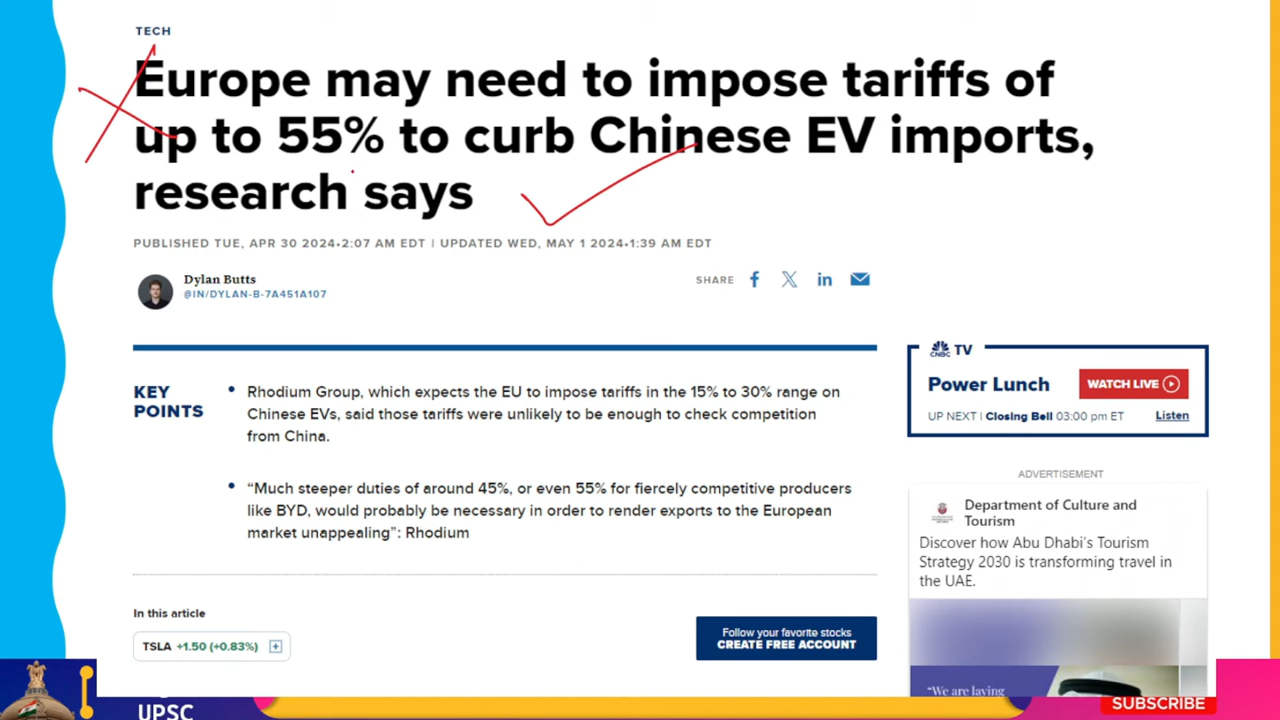 TECH
Europe may need to impose tariffs of
up to 55% to curb Chinese EV imports,
research says
PUBLISHED TUE, APR 30 2024•2:07 AM EDT | UPDATED WED, MAY 1 2024•1:39 AM EDT
Dylan Butts
@IN/DYLAN-B-7A451A107
SHARE
KEY
POINTS
• Rhodium Group, which expects the EU to impose tariffs in the 15% to 30% range on
Chinese EVs, said those tariffs were unlikely to be enough to check competition
from China.
• “Much steeper duties of around 45%, or even 55% for fiercely competitive producers
like BYD, would probably be necessary in order to render exports to the European
market unappealing”: Rhodium
In this article
TSLA +1.50 (+0.83%)
Follow your favorite stocks
CREATE FREE ACCOUNT
CNBC TV
Power Lunch
WATCH LIVE
UP NEXT | Closing Bell 03:00 pm ET
Listen
ADVERTISEMENT
Department of Culture and
Tourism
Discover how Abu Dhabi's Tourism
Strategy 2030 is transforming travel in
the UAE.
“We are laying
UPSC
SUBSCRIBE